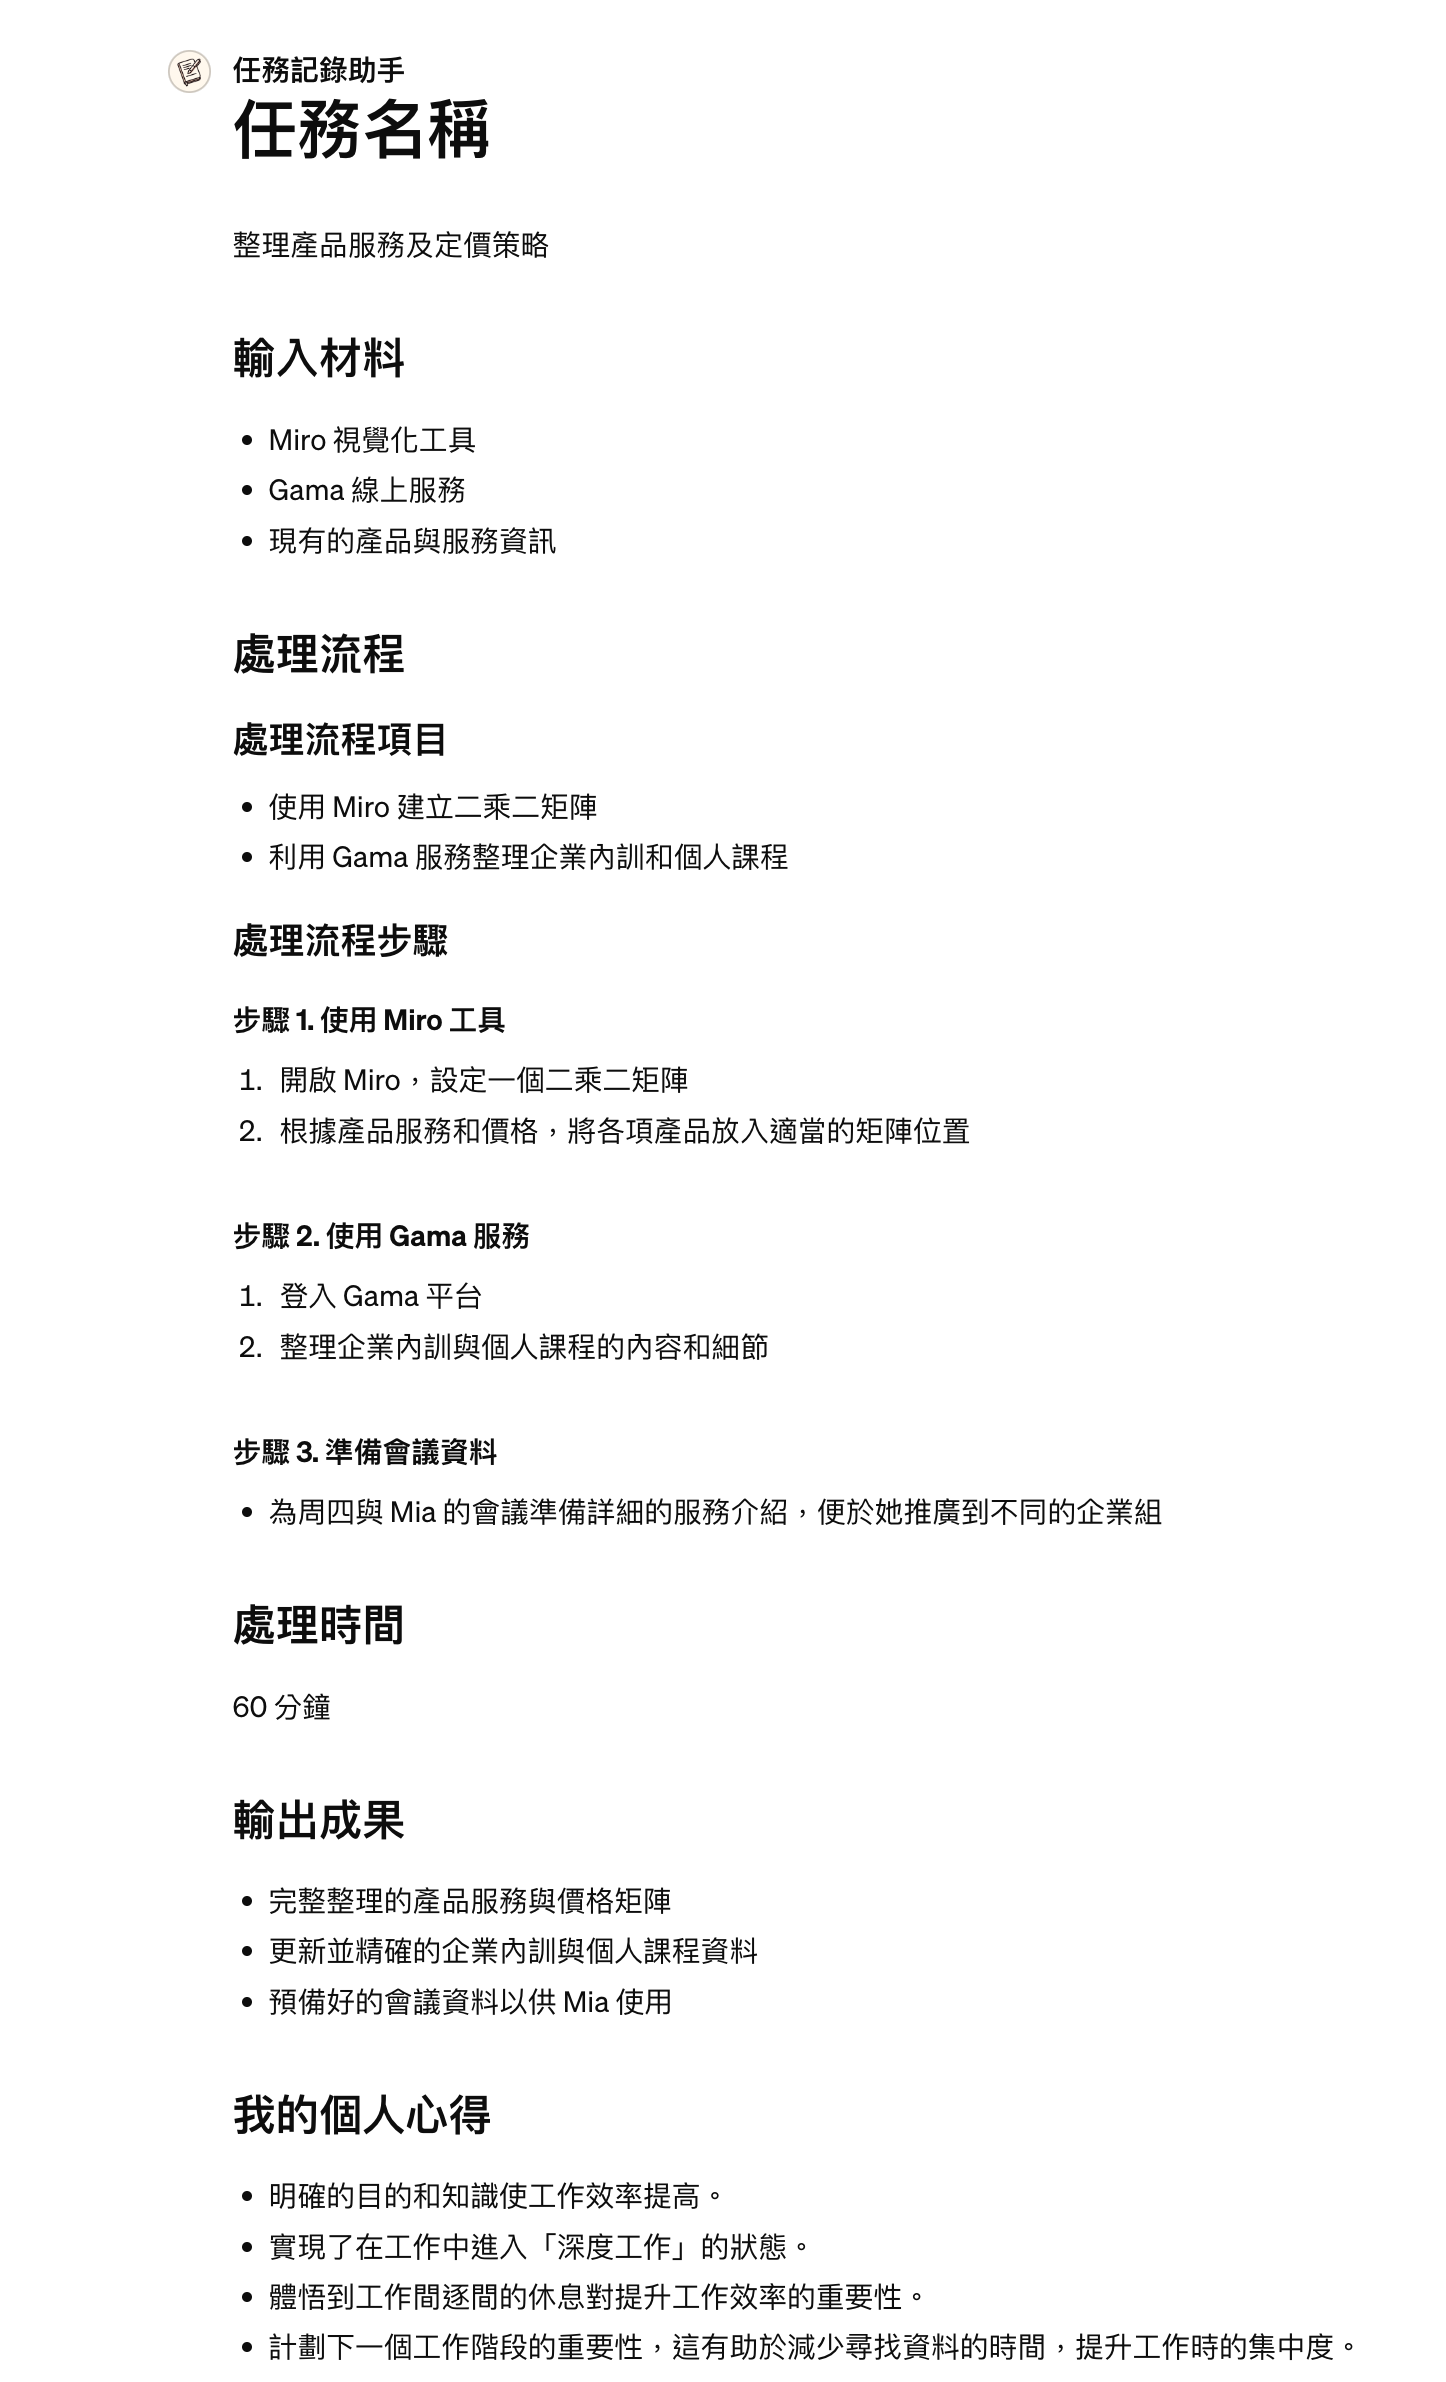 任務記錄助手
任務名稱
整理產品服務及定價策略
輸入材料
• Miro 視覺化工具
• Gama 線上服務
• 現有的產品與服務資訊
處理流程
處理流程項目
• 使用 Miro 建立二乘二矩陣
• 利用 Gama 服務整理企業內訓和個人課程
處理流程步驟
步驟 1. 使用 Miro 工具
1. 開啟 Miro，設定一個二乘二矩陣
2. 根據產品服務和價格，將各項產品放入適當的矩陣位置
步驟 2. 使用 Gama 服務
1. 登入 Gama 平台
2. 整理企業內訓與個人課程的內容和細節
步驟 3. 準備會議資料
• 為周四與 Mia 的會議準備詳細的服務介紹，便於她推廣到不同的企業組
處理時間
60 分鐘
輸出成果
• 完整整理的產品服務與價格矩陣
• 更新並精確的企業內訓與個人課程資料
• 預備好的會議資料以供 Mia 使用
我的個人心得
• 明確的目的和知識使工作效率提高。
• 實現了在工作中進入「深度工作」的狀態。
• 體悟到工作間逐間的休息對提升工作效率的重要性。
• 計劃下一個工作階段的重要性，這有助於減少尋找資料的時間，提升工作時的集中度。